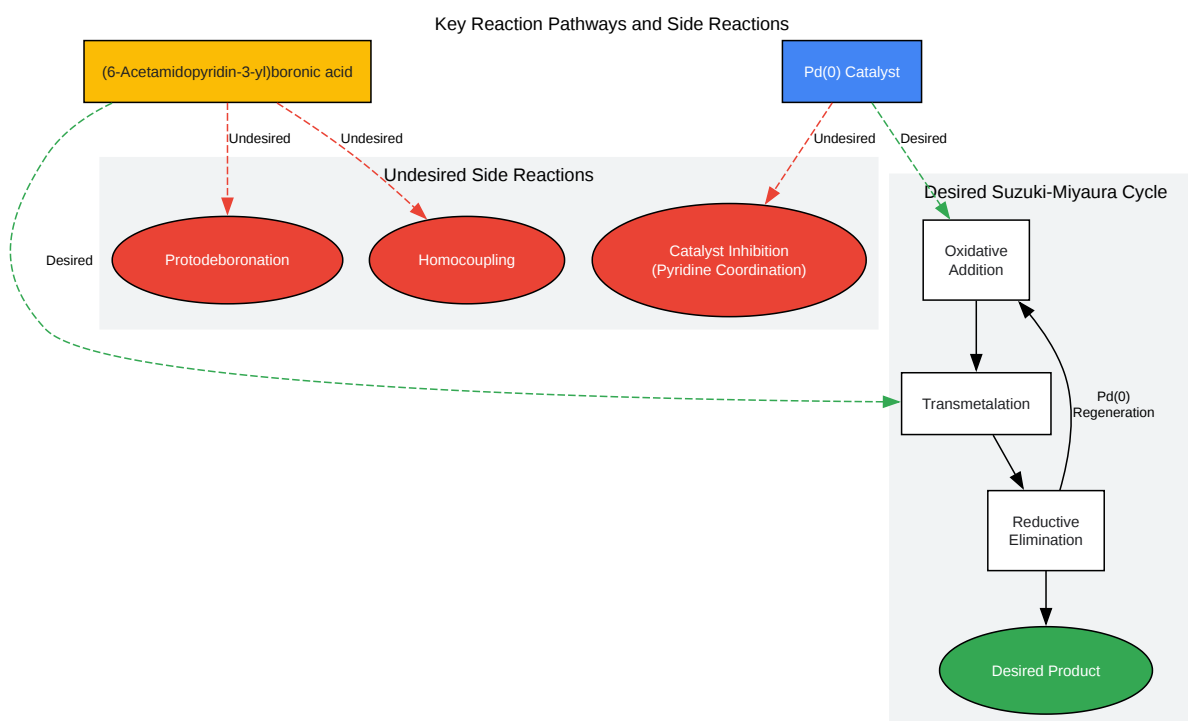 Key Reaction Pathways and Side Reactions
(6-Acetamidopyridin-3-yl)boronic acid
Pd(0) Catalyst
Undesired
Undesired
Undesired
Desired
Undesired Side Reactions
Desired Suzuki-Miyaura Cycle
Desired
Protodeboronation
Homocoupling
Catalyst Inhibition
(Pyridine Coordination)
Oxidative
Addition
Transmetalation
Pd(0)
Regeneration
Reductive
Elimination
Desired Product